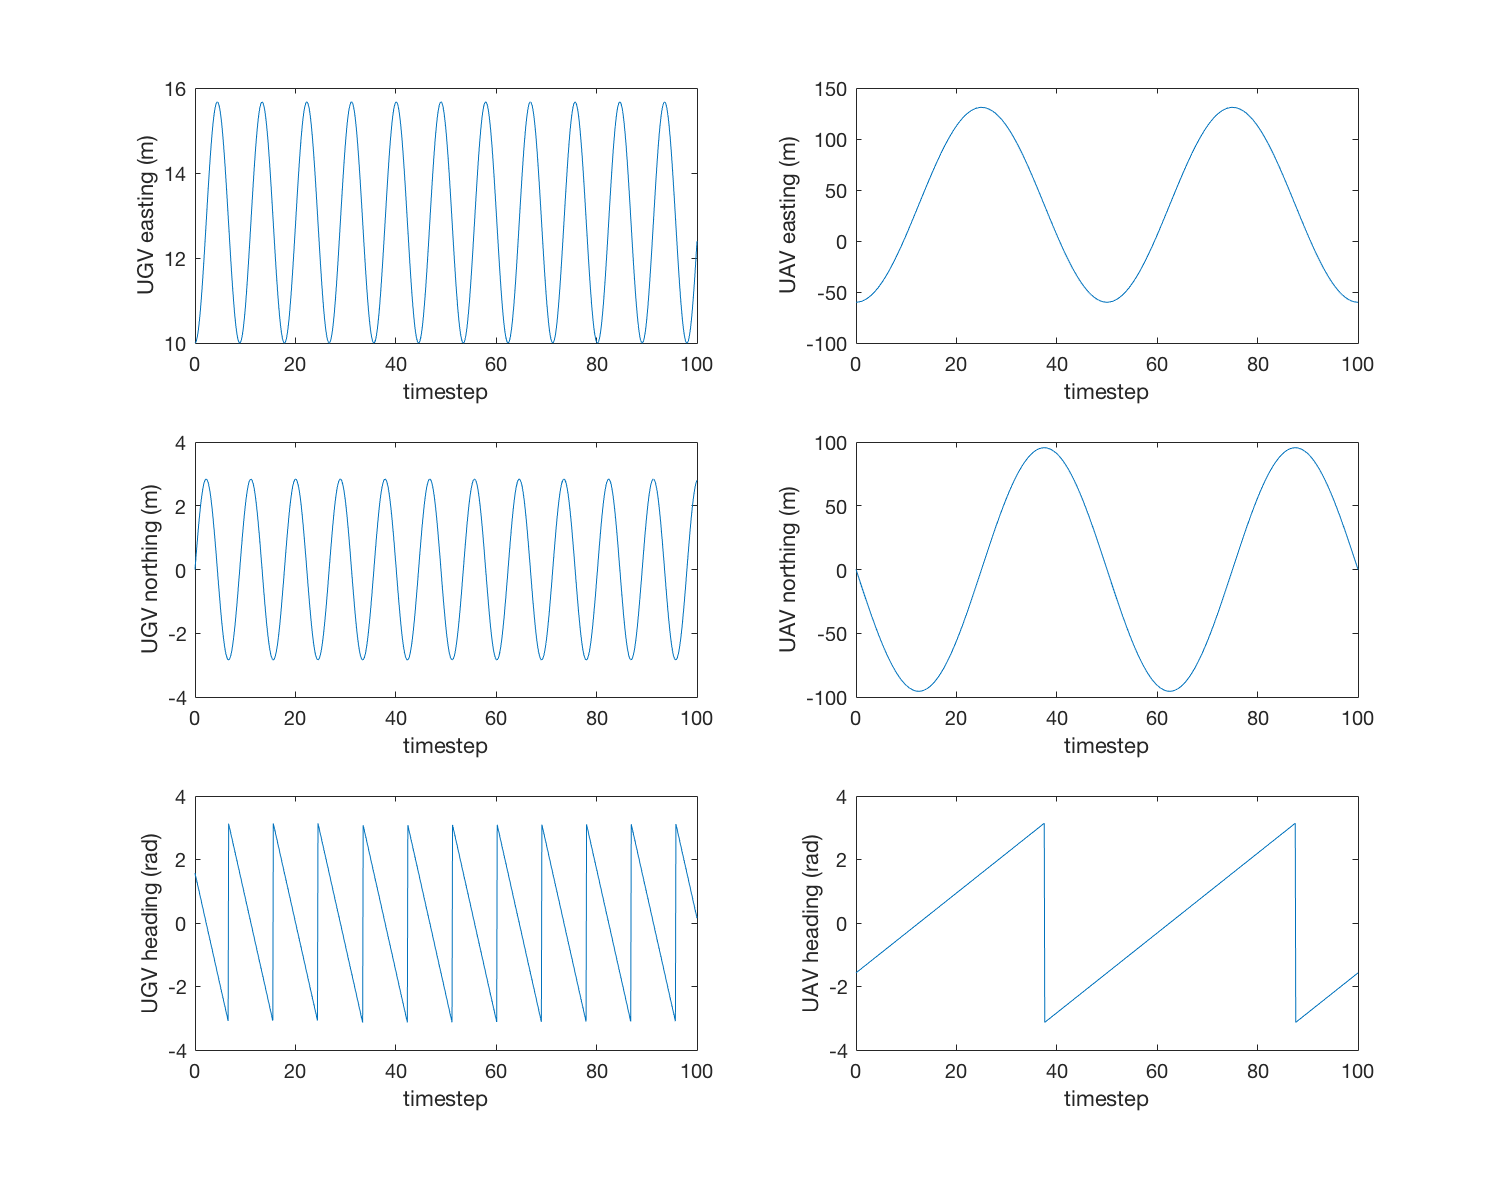 16
14
12
10
UGV easting (m)
0 20 40 60 80 100
timestep
150
100
50
0
-50
-100
UAV easting (m)
0 20 40 60 80 100
timestep
4
2
0
-2
-4
UGV northing (m)
0 20 40 60 80 100
timestep
100
50
0
-50
-100
UAV northing (m)
0 20 40 60 80 100
timestep
4
2
0
-2
-4
UGV heading (rad)
0 20 40 60 80 100
timestep
4
2
0
-2
-4
UAV heading (rad)
0 20 40 60 80 100
timestep